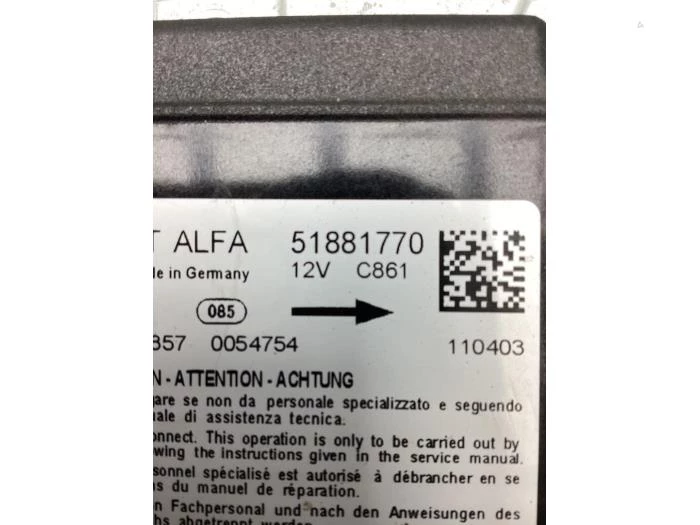 T ALFA 51881770
le in Germany 12V C861
085
857 0054754 110403
N - ATTENTION - ACHTUNG
gare se non da personale specializzato e seguendo
uale di assistenza tecnica.
onnect. This operation is only to be carried out by
wing the instructions given in the service manual.
sonnel spécialisé est autorisé à débrancher en se
ns du manuel de réparation.
n Fachpersonal und nach den Anweisungen des